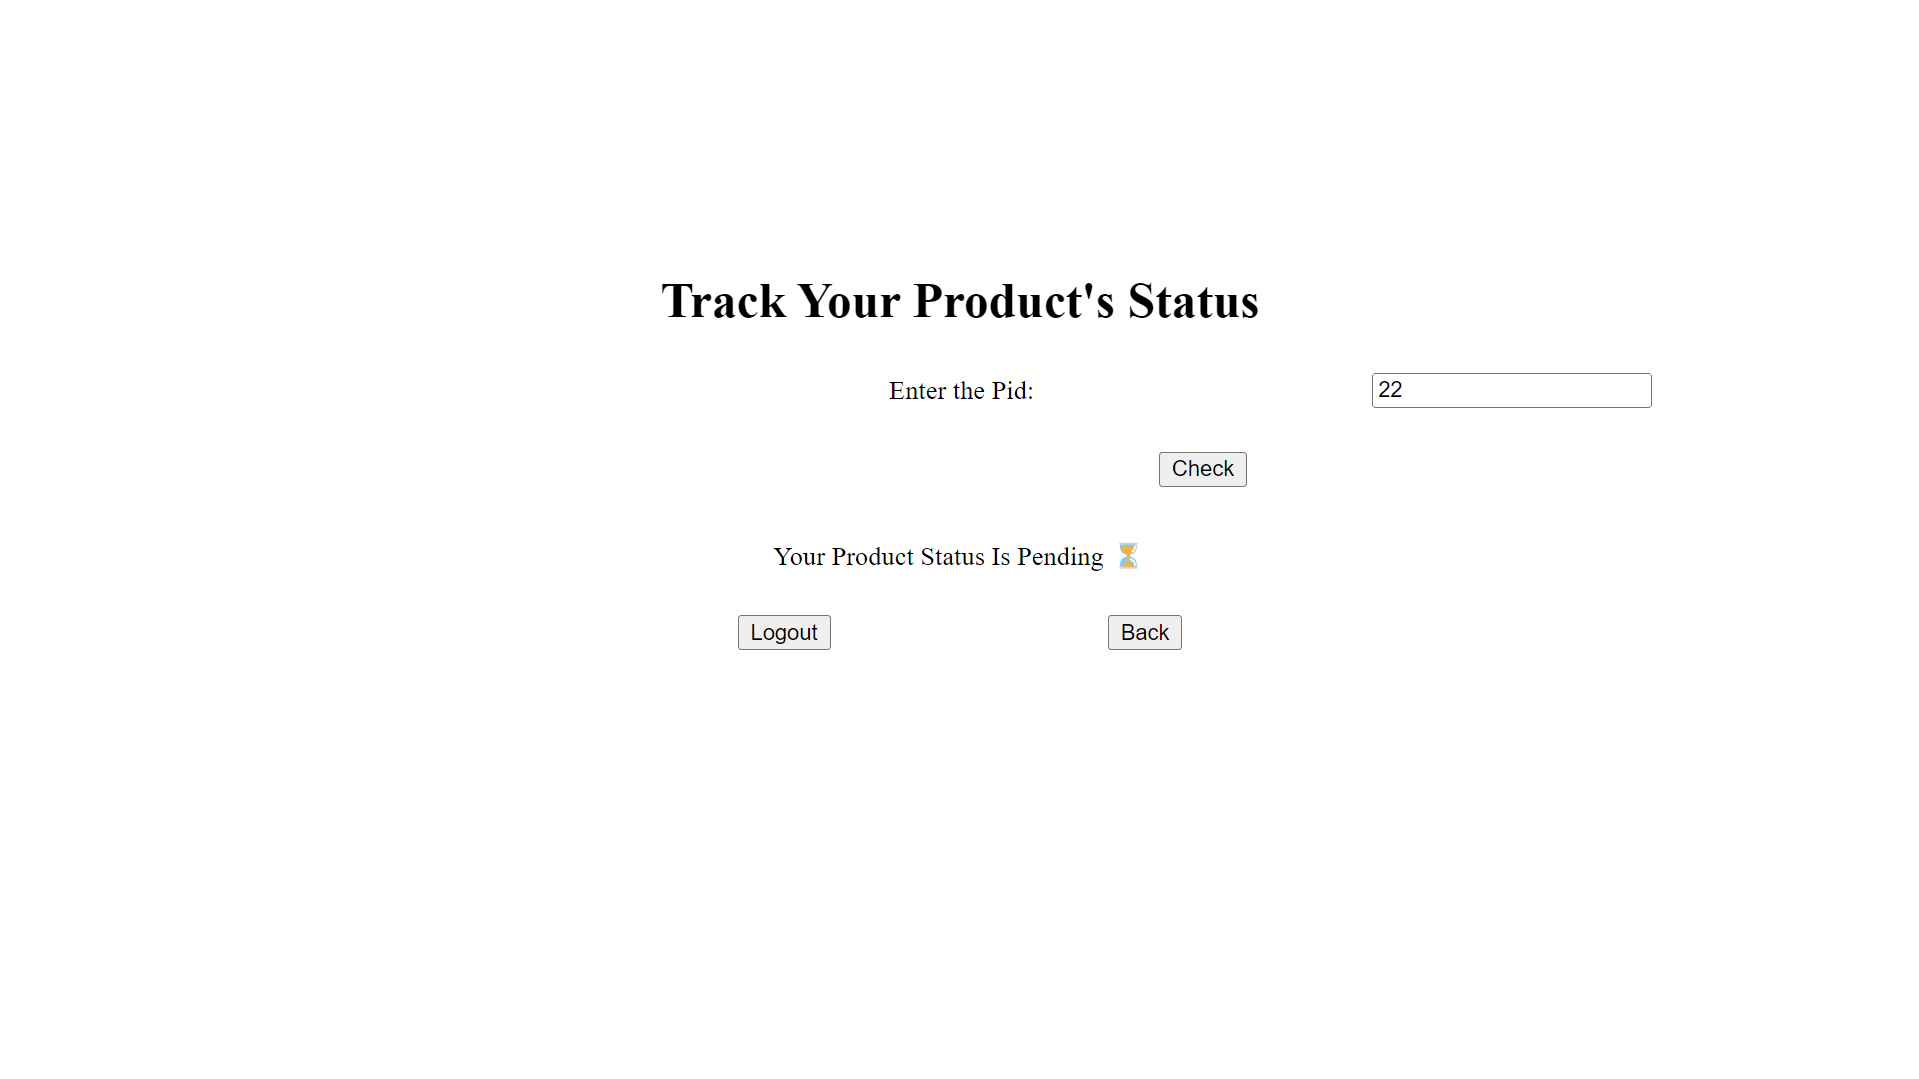 Track Your Product's Status
Enter the Pid: 22
Check
Your Product Status Is Pending ⏳
Logout Back